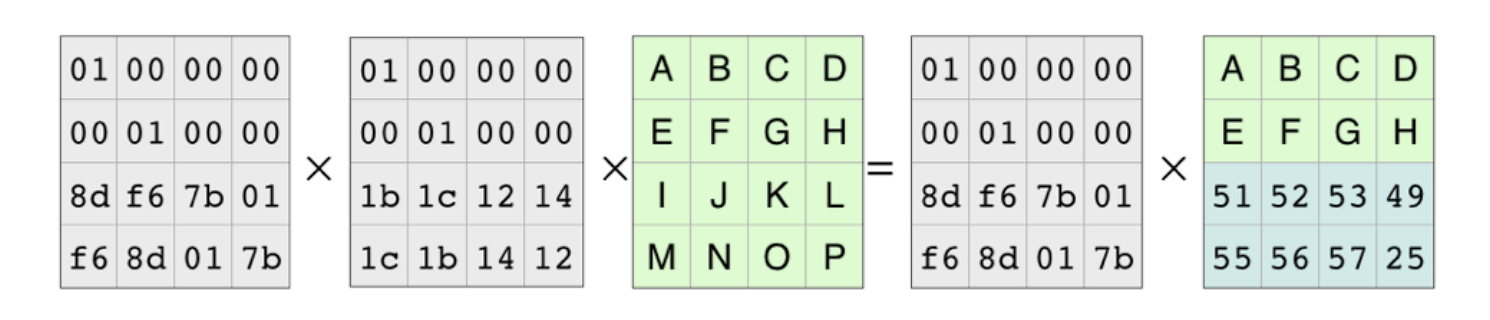 01 00 00 00 01 00 00 00 A B C D 01 00 00 00 A B C D
00 01 00 00 00 01 00 00 E F G H 00 01 00 00 E F G H
× × = ×
8d f6 7b 01 1b 1c 12 14 I J K L 8d f6 7b 01 51 52 53 49
f6 8d 01 7b 1c 1b 14 12 M N O P f6 8d 01 7b 55 56 57 25